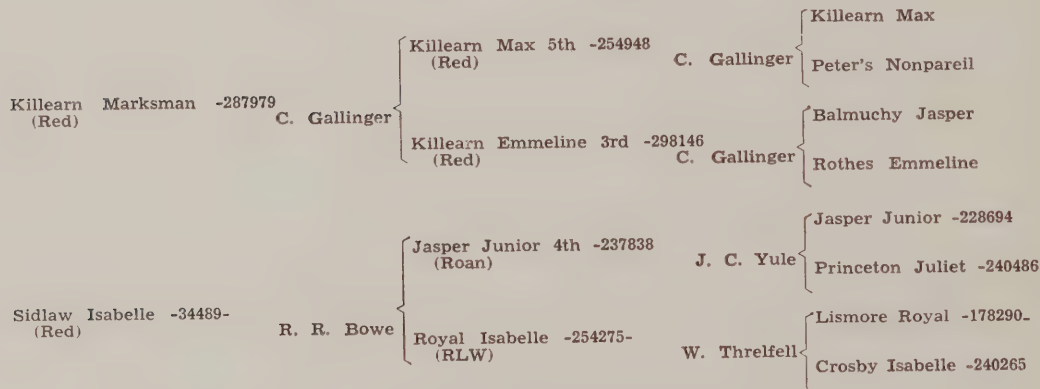 Killearn Marksman -287979
(Red)
C. Gallinger
Killearn Max 5th -254948
(Red)
C. Gallinger
Killearn Max
Peter's Nonpareil
Killearn Emmeline 3rd -298146
(Red)
C. Gallinger
Balmuchy Jasper
Rothes Emmeline
Sidlaw Isabelle -34489-
(Red)
R. R. Bowe
Jasper Junior 4th -237838
(Roan)
J. C. Yule
Jasper Junior -228694
Princeton Juliet -240486
Royal Isabelle -254275-
(RLW)
W. Threlfell
Lismore Royal -178290-
Crosby Isabelle -240265